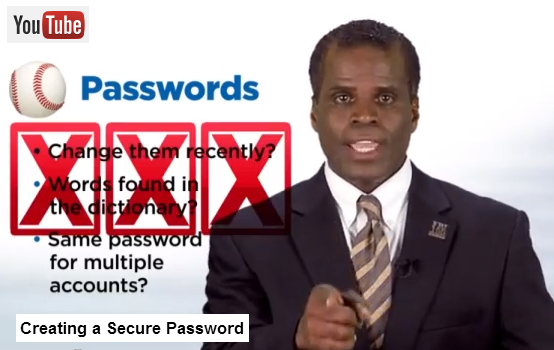 YouTube
Passwords
• Change them recently?
• Words found in
the dictionary?
• Same password
for multiple
accounts?
Creating a Secure Password